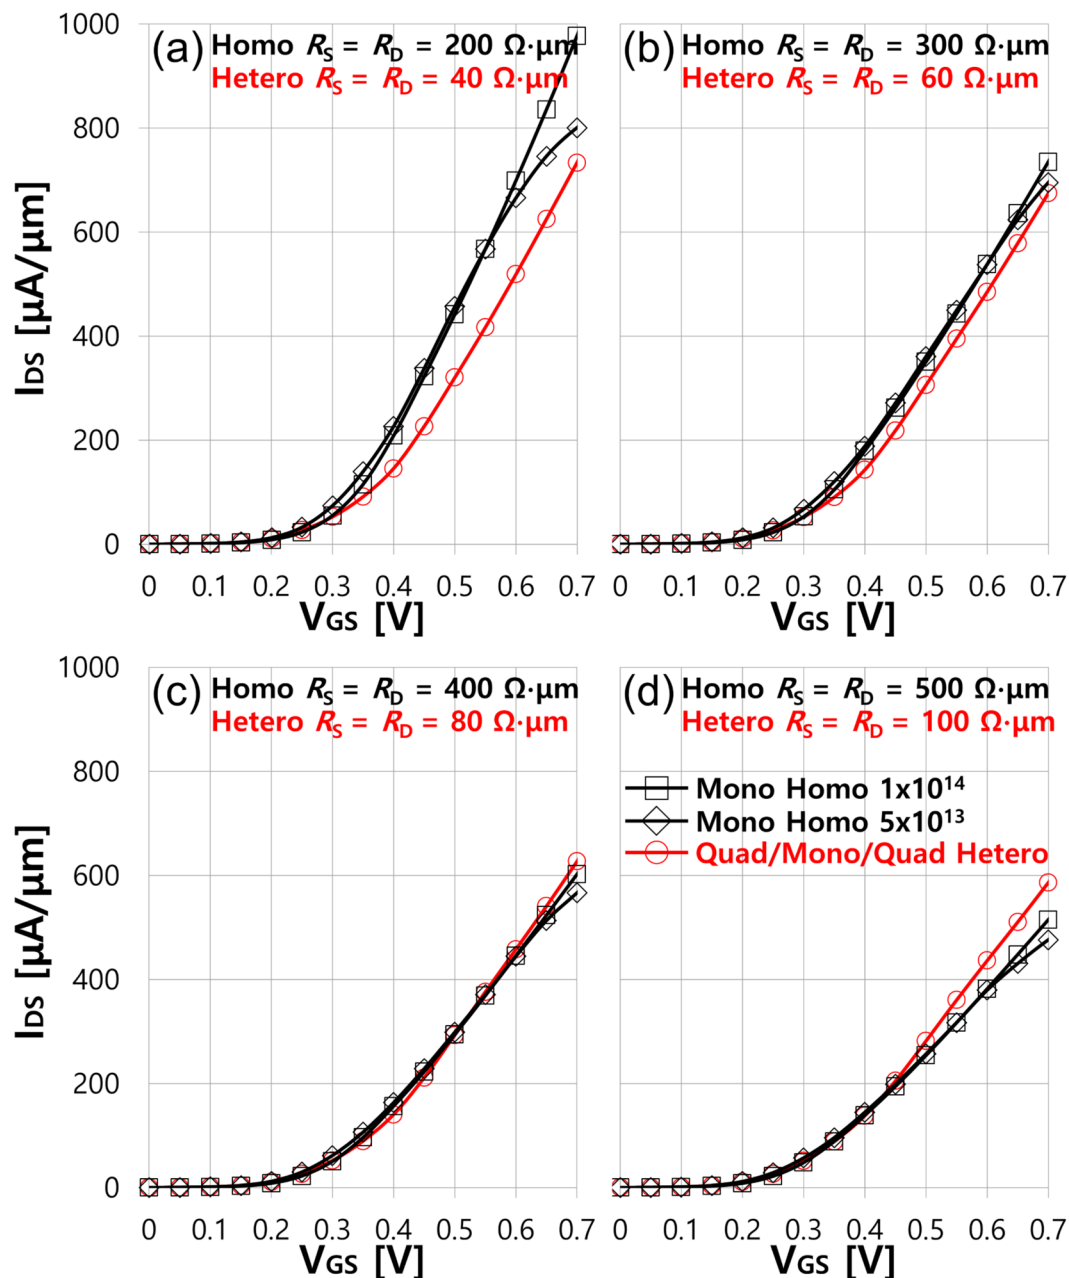 (a) Homo RS = RD = 200 Ω·µm
Hetero RS = RD = 40 Ω·µm
1000
800
600
400
200
0
IDS [µA/µm]
0 0.1 0.2 0.3 0.4 0.5 0.6 0.7
VGS [V]
(b) Homo RS = RD = 300 Ω·µm
Hetero RS = RD = 60 Ω·µm
0 0.1 0.2 0.3 0.4 0.5 0.6 0.7
VGS [V]
(c) Homo RS = RD = 400 Ω·µm
Hetero RS = RD = 80 Ω·µm
1000
800
600
400
200
0
IDS [µA/µm]
0 0.1 0.2 0.3 0.4 0.5 0.6 0.7
VGS [V]
(d) Homo RS = RD = 500 Ω·µm
Hetero RS = RD = 100 Ω·µm
Mono Homo 1x10¹⁴
Mono Homo 5x10¹³
Quad/Mono/Quad Hetero
0 0.1 0.2 0.3 0.4 0.5 0.6 0.7
VGS [V]